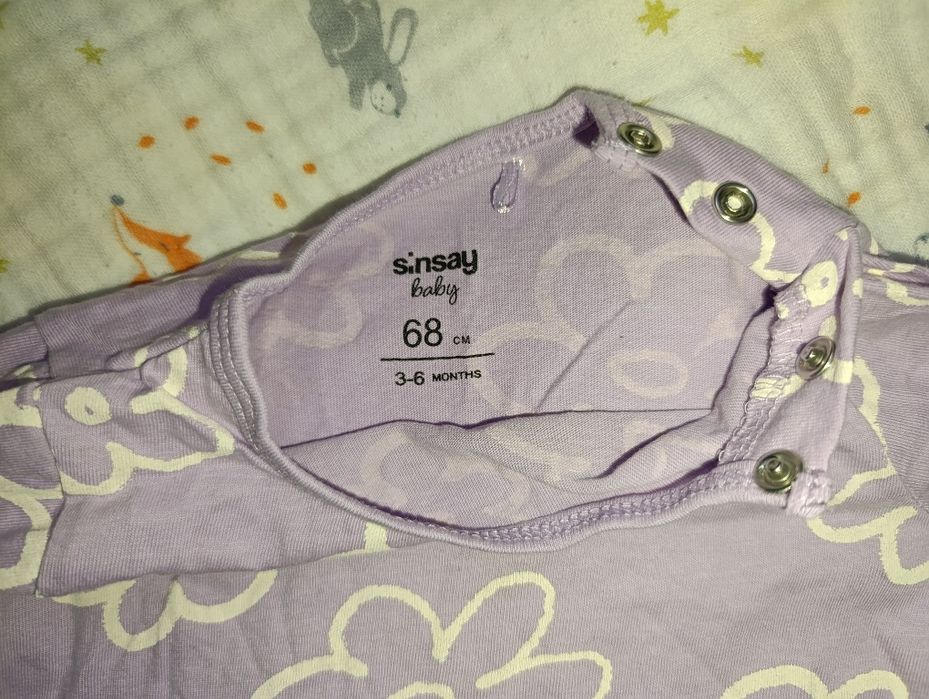 sinsay
baby
68 CM
3-6 MONTHS